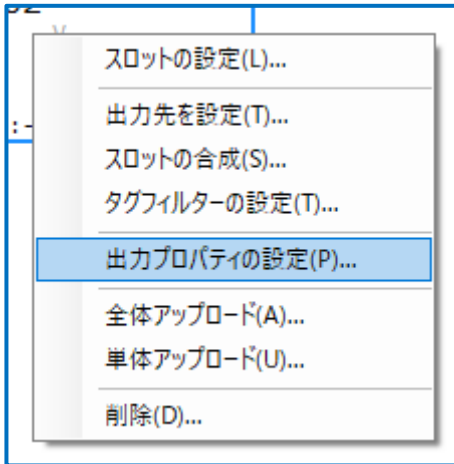 スロットの設定(L)...
出力先を設定(T)...
スロットの合成(S)...
タグフィルターの設定(T)...
出力プロパティの設定(P)...
全体アップロード(A)...
単体アップロード(U)...
削除(D)...